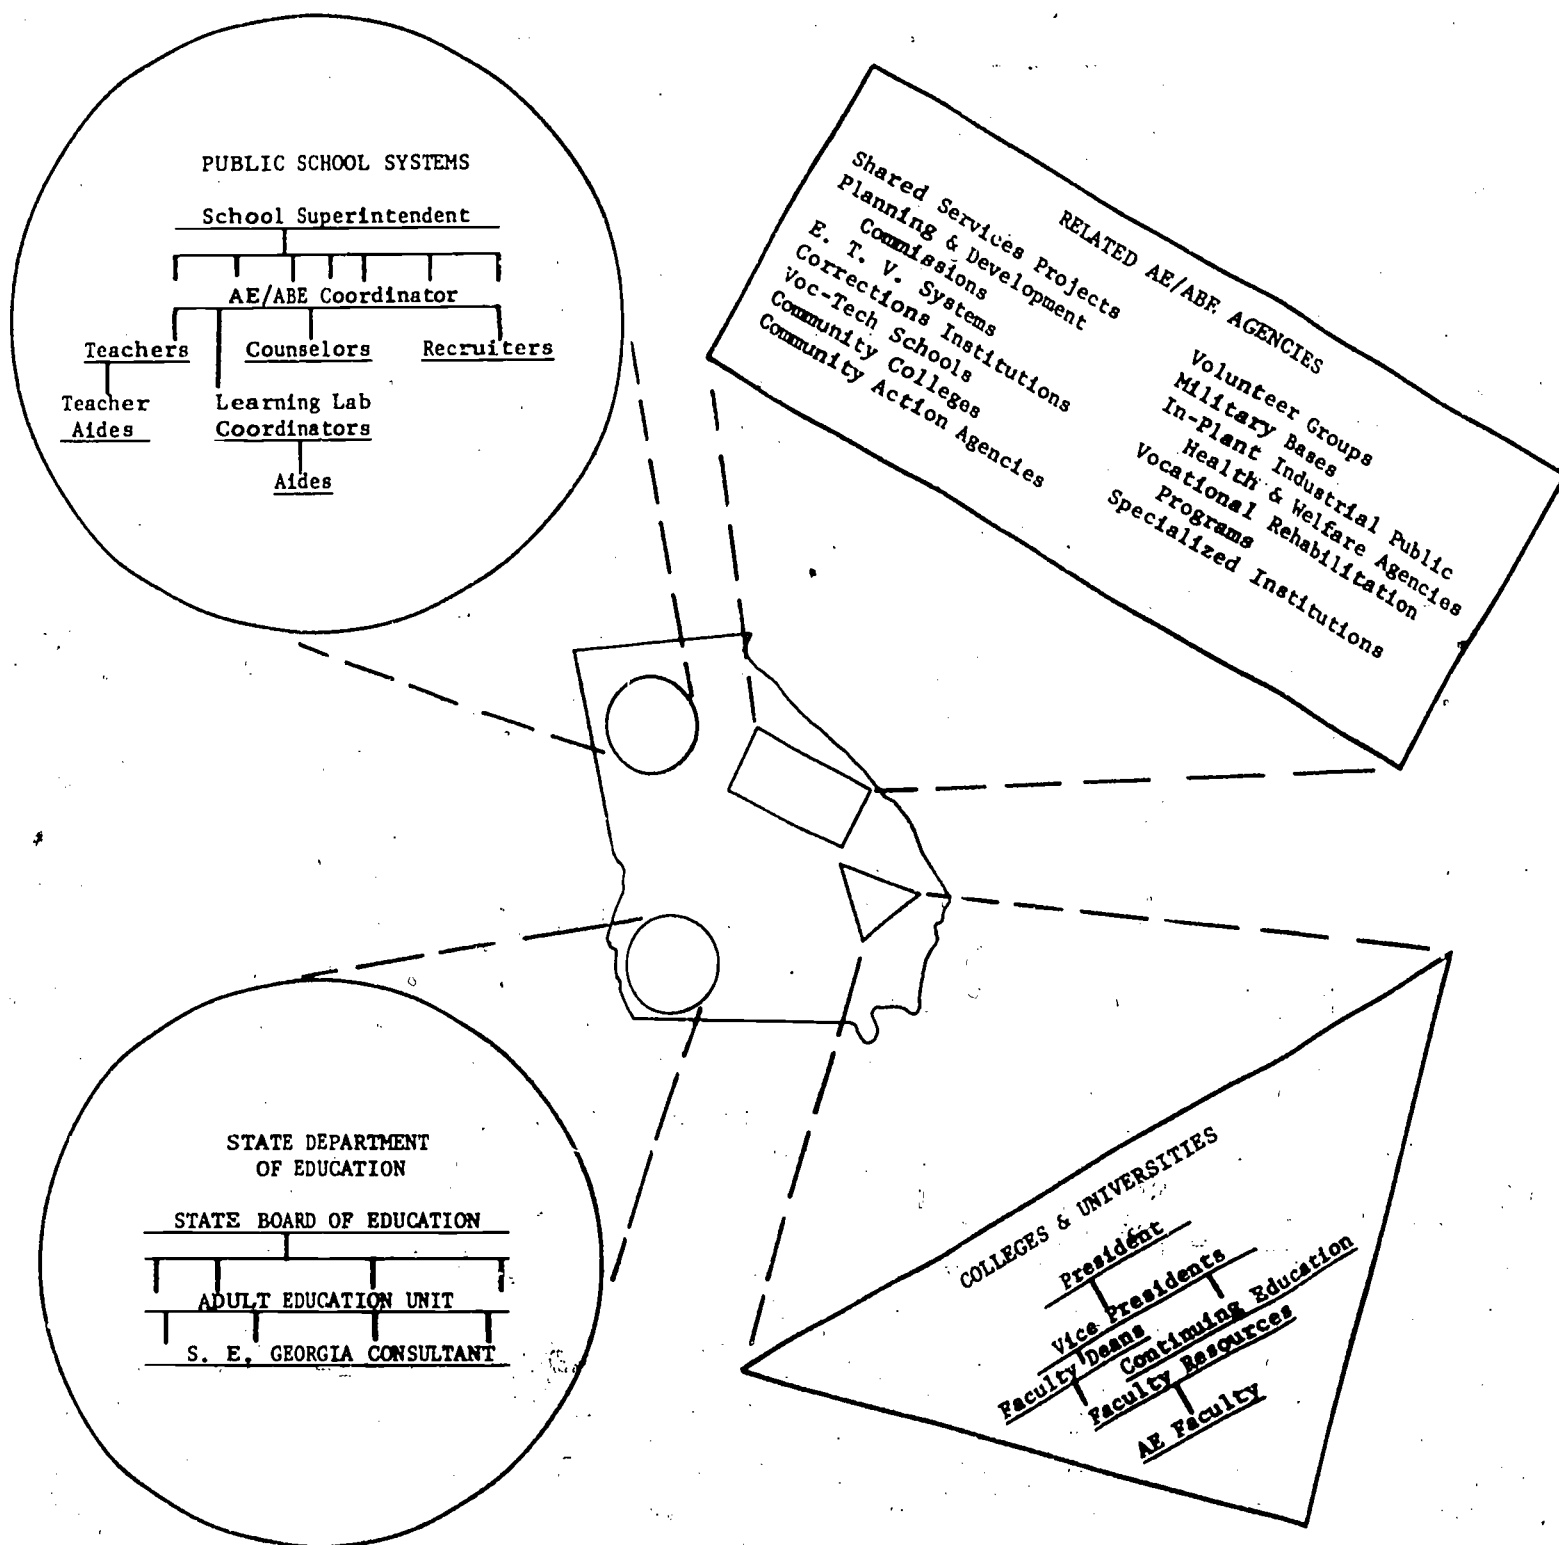 PUBLIC SCHOOL SYSTEMS
School Superintendent
AE/ABE Coordinator
Teachers Counselors Recruiters
Teacher Learning Lab
Aides Coordinators
Aides
RELATED AE/ABE AGENCIES
Shared Services Projects
Planning & Development
Commissions
E. T. V. Systems
Corrections Institutions
Voc-Tech Schools
Community Colleges
Community Action Agencies
Volunteer Groups
Military Bases
In-Plant Industrial Public
Health & Welfare Agencies
Vocational Rehabilitation
Programs
Specialized Institutions
STATE DEPARTMENT
OF EDUCATION
STATE BOARD OF EDUCATION
ADULT EDUCATION UNIT
S. E. GEORGIA CONSULTANT
COLLEGES & UNIVERSITIES
President
Vice Presidents
Faculty Deans Continuing Education
Faculty Resources
AE Faculty